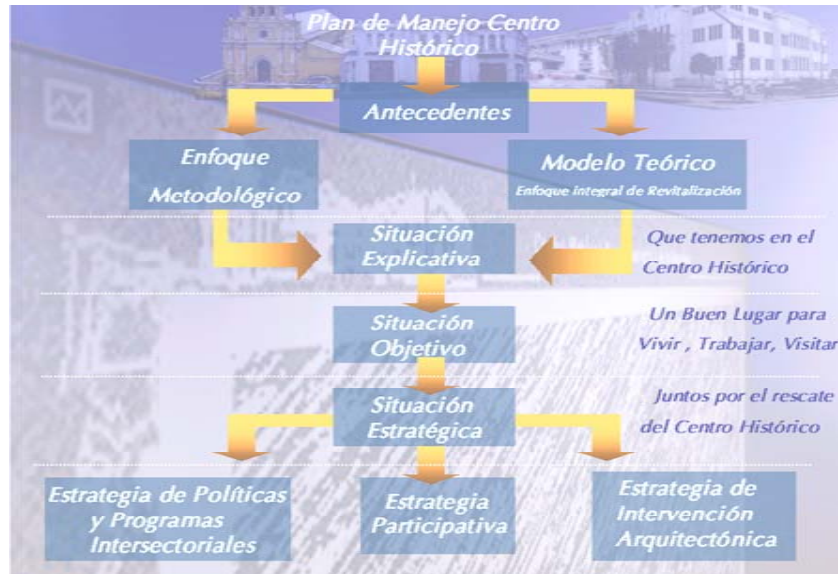 Plan de Manejo Centro
Histórico
Antecedentes
Enfoque
Metodológico
Modelo Teórico
Enfoque Integral de Revitalización
Situación
Explicativa
Que tenemos en el
Centro Histórico
Situación
Objetivo
Un Buen Lugar para
Vivir , Trabajar, Visitar
Situación
Estratégica
Juntos por el rescate
del Centro Histórico
Estrategia de Políticas
y Programas
Intersectoriales
Estrategia
Participativa
Estrategia de
Intervención
Arquitectónica